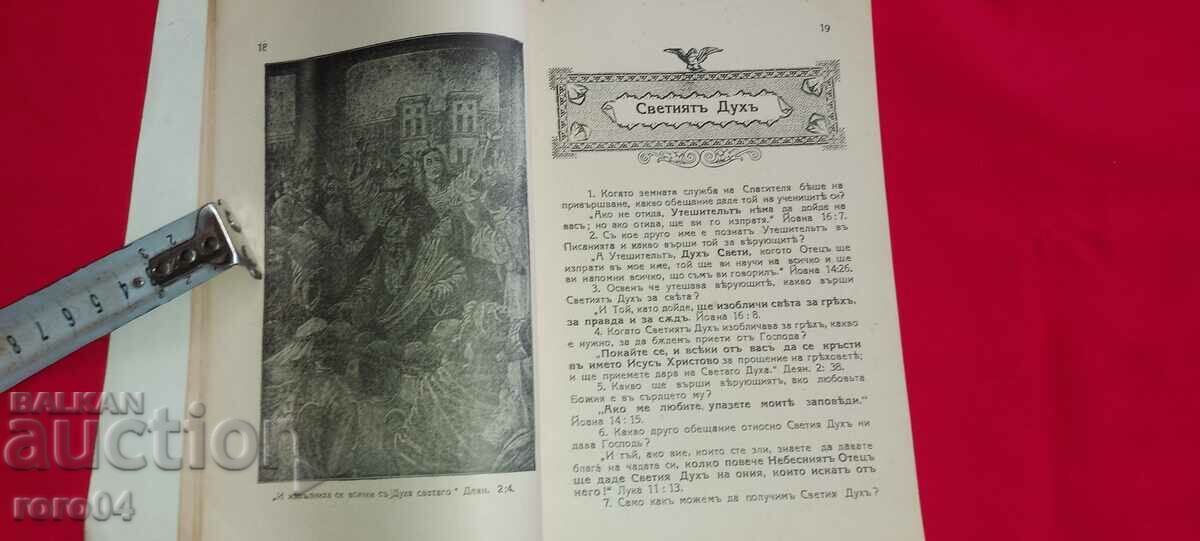 18
„И изпълниха се всички съ Духа святаго “ Деян. 2:4.
19
Светиятъ Духъ
1. Когато земната служба на Спасителя бѣше на
привършване, какво обещание даде той на ученицитѣ си?
„Ако не отида, Утешительтъ нѣма да дойде на
васъ; но ако отида, ще ви го изпратя.“ Йоана 16:7.
2. Съ кое друго име е познатъ Утешительтъ въ
Писанията и какво върши той за вѣрующитѣ?
„А Утешительтъ, Духъ Свети, когото Отецъ ще
изпрати въ мое име, той ще ви научи на всичко и ще
ви напомни всичко, що съмъ ви говорилъ.“ Йоана 14:26.
3. Освенъ че утешава вѣрующитѣ, какво върши
Светиятъ Духъ за свѣта?
„И Той, като дойде, ще изобличи свѣта за грѣхъ,
за правда и за сѫдъ. Йоана 16:8.
4. Когато Светиятъ Духъ изобличава за грѣхъ, какво
е нужно, за да бѫдемъ приети отъ Господа?
„Покайте се, и всѣки отъ васъ да се кръсти
въ името Исусъ Христово за прощение на грѣховетѣ;
и ще приемете дара на Светаго Духа.“ Деян. 2: 38.
5. Какво ще върши вѣрующиятъ, ако любовьта
Божия е въ сърдцето му?
„Ако ме любите, упазете моитѣ заповѣди.“
Йоана 14:15.
6. Какво друго обещание относно Светия Духъ ни
дава Господь?
„И тъй, ако вие, които сте зли, знаете да давате
блага на чадата си, колко повече Небесниятъ Отецъ
ще даде Светия Духъ на ония, които искатъ отъ
него!“ Лука 11:13.
7. Само какъ можемъ да получимъ Светия Духъ?
2
3
4
5
6
7
8
BALKAN
auction
roro04